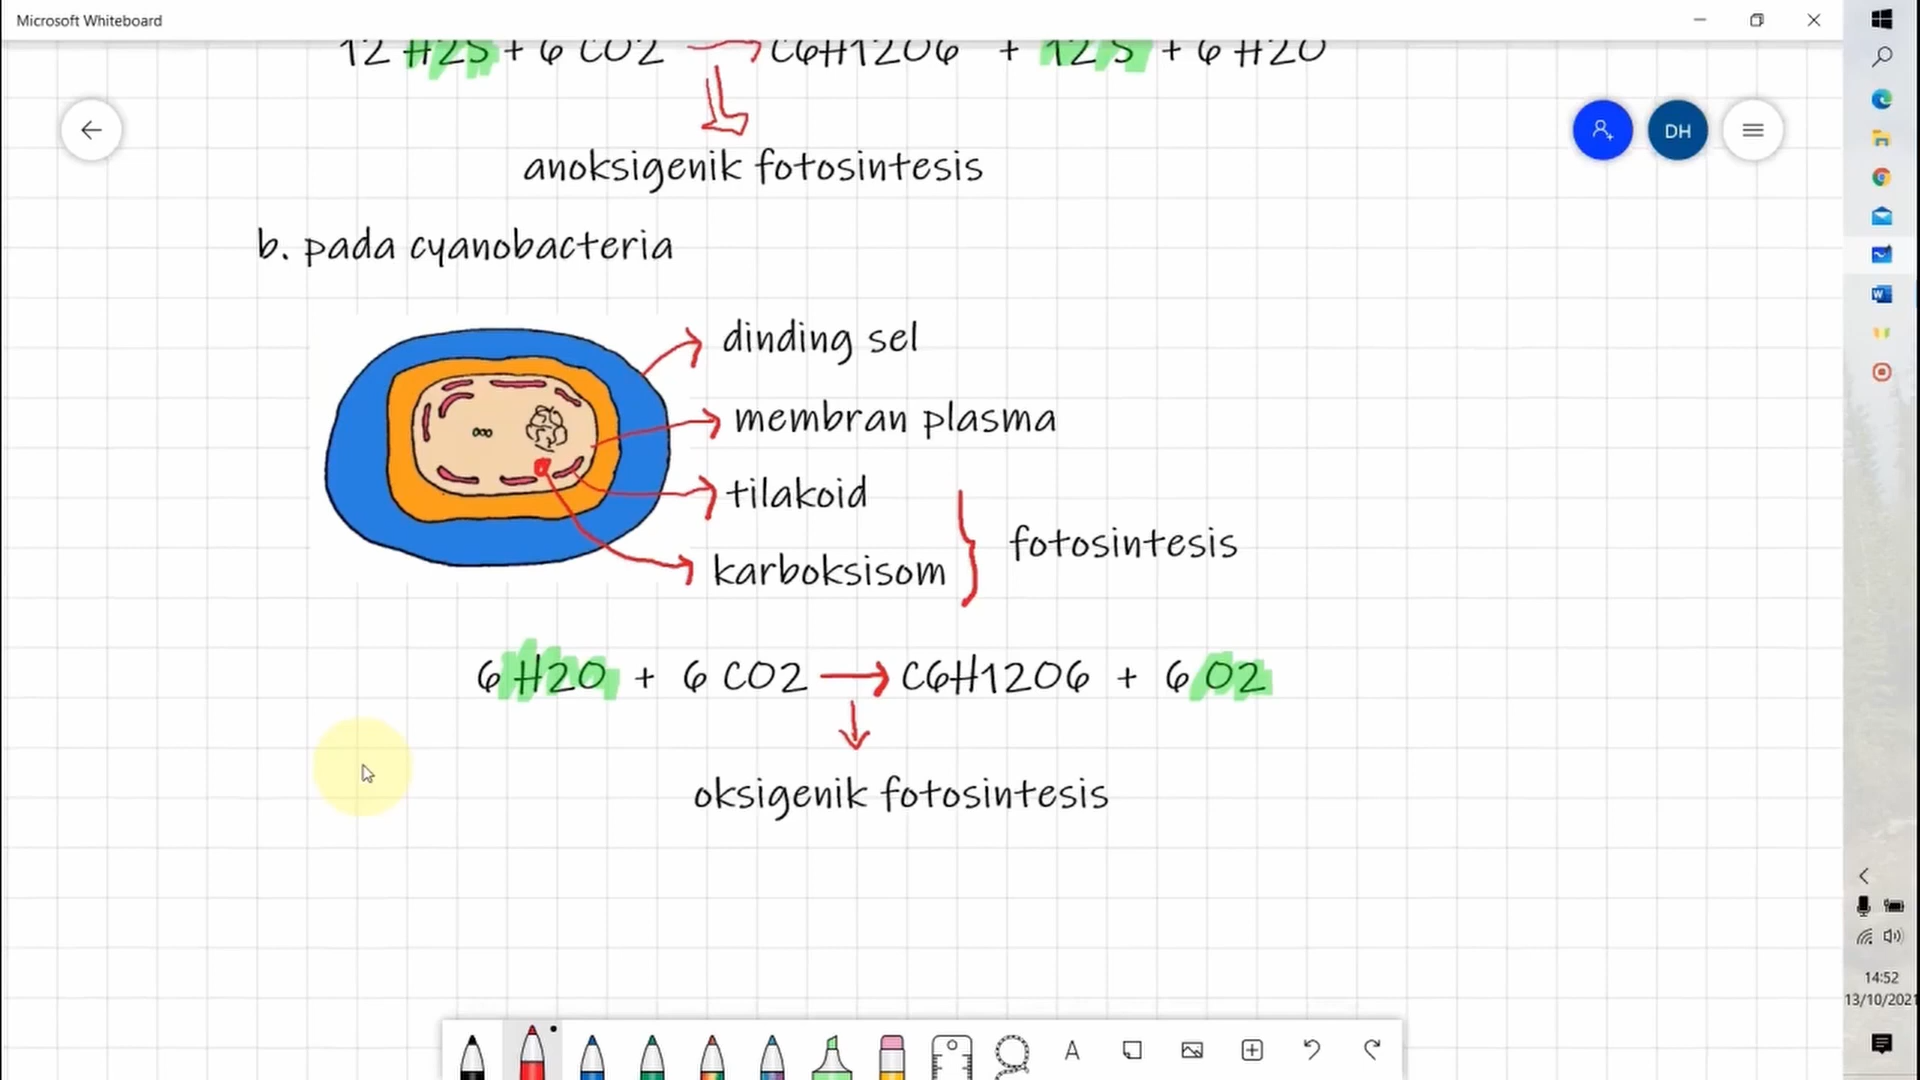 Microsoft Whiteboard
12 H2S + 6 CO2 → C6H12O6 + 12 S + 6 H2O
DH
anoksigenik fotosintesis
b. pada cyanobacteria
dinding sel
membran plasma
tilakoid
karboksisom
fotosintesis
6 H2O + 6 CO2 → C6H12O6 + 6 O2
oksigenik fotosintesis
14:52
13/10/2021